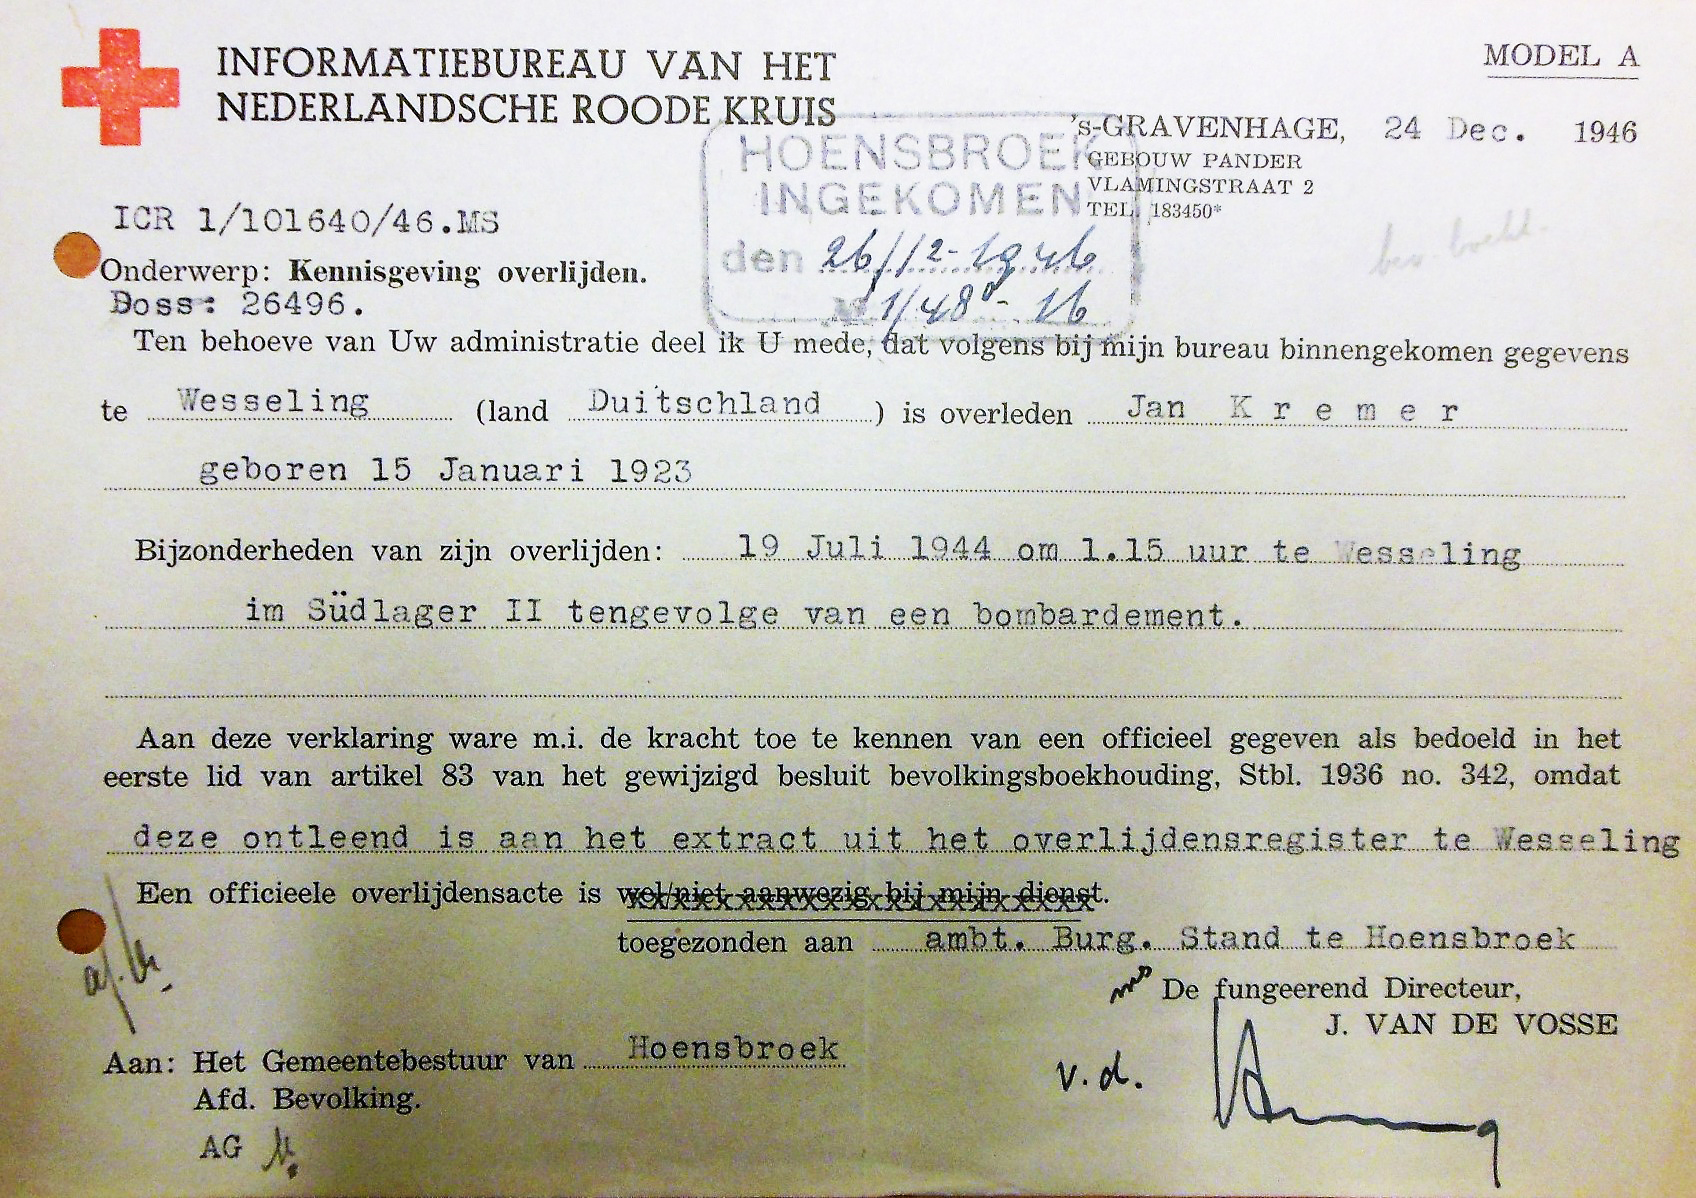 INFORMATIEBUREAU VAN HET
NEDERLANDSCHE ROODE KRUIS
MODEL A
's-GRAVENHAGE, 24 Dec. 1946
GEBOUW PANDER
VLAMINGSTRAAT 2
TEL. 183450*
HOENSBROEK
INGEKOMEN
den 26/12-1946
No 1/48 - 16
ICR 1/101640/46.MS
Onderwerp: Kennisgeving overlijden.
Doss: 26496.
Ten behoeve van Uw administratie deel ik U mede, dat volgens bij mijn bureau binnengekomen gegevens
te Wesseling (land Duitschland) is overleden Jan Kremer
geboren 15 Januari 1923
Bijzonderheden van zijn overlijden: 19 Juli 1944 om 1.15 uur te Wesseling
im Südlager II tengevolge van een bombardement.
Aan deze verklaring ware m.i. de kracht toe te kennen van een officieel gegeven als bedoeld in het
eerste lid van artikel 83 van het gewijzigd besluit bevolkingsboekhouding, Stbl. 1936 no. 342, omdat
deze ontleend is aan het extract uit het overlijdensregister te Wesseling
Een officieele overlijdensacte is wel/niet aanwezig bij mijn dienst.
toegezonden aan ambt. Burg. Stand te Hoensbroek
De fungeerend Directeur,
J. VAN DE VOSSE
v.d.
Aan: Het Gemeentebestuur van Hoensbroek
Afd. Bevolking.
AG